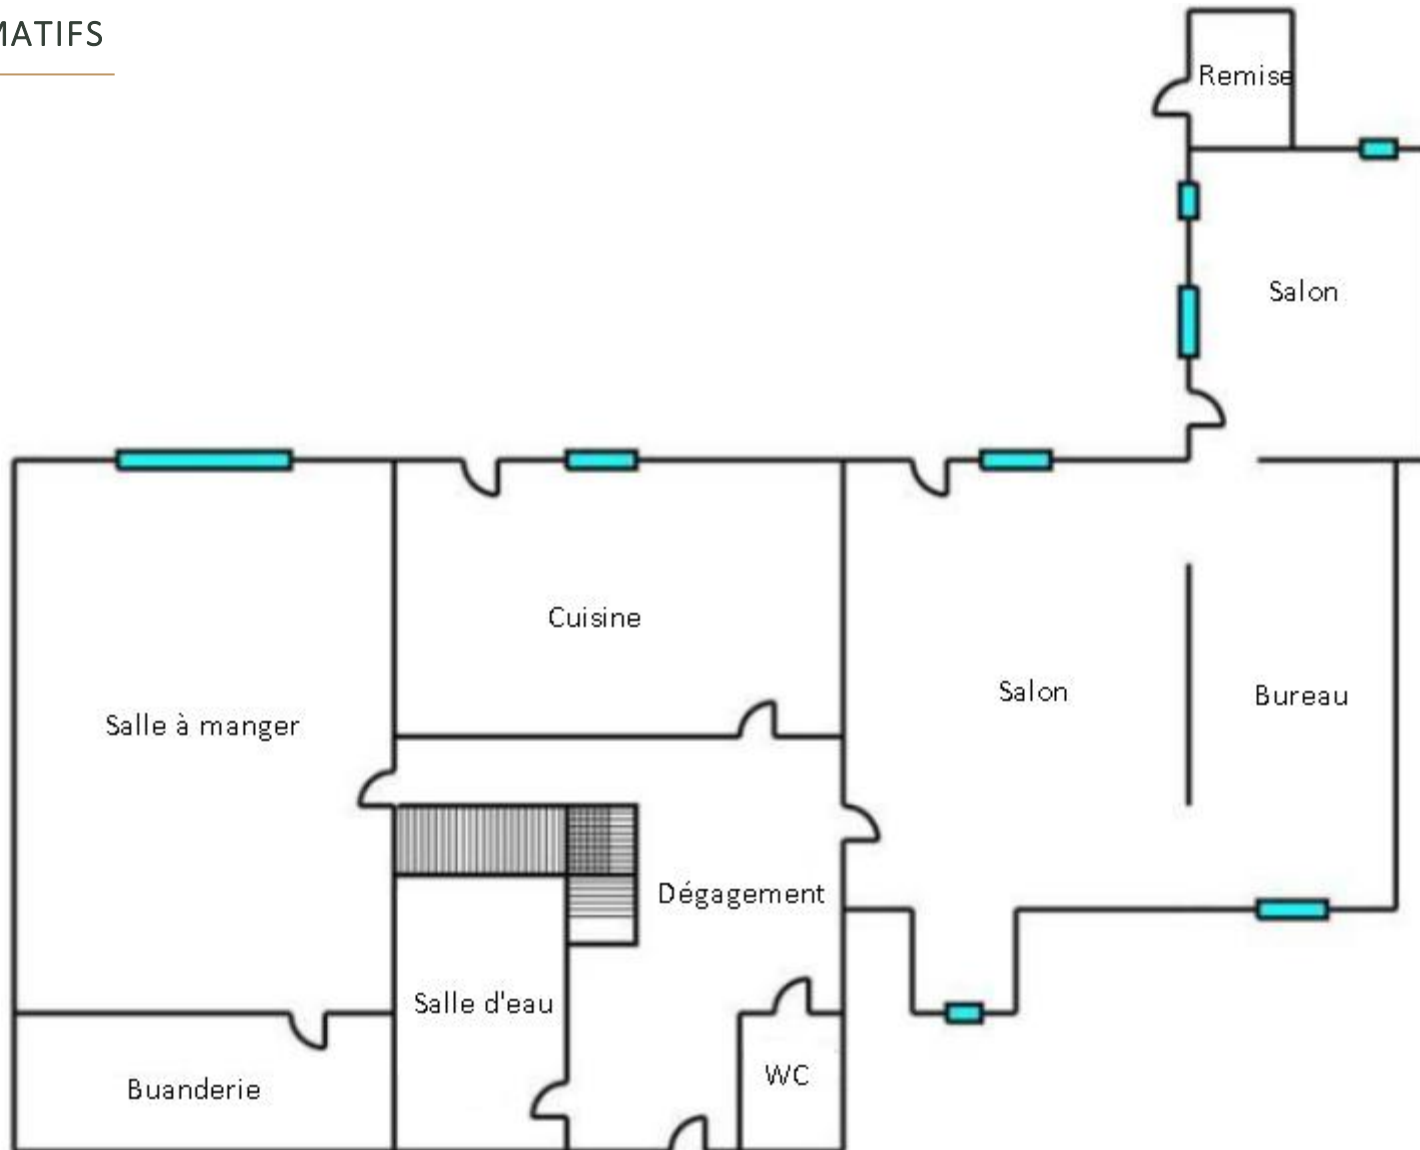 MATIFS
Remise
Salon
Cuisine
Salon
Bureau
Salle à manger
Dégagement
Salle d'eau
WC
Buanderie